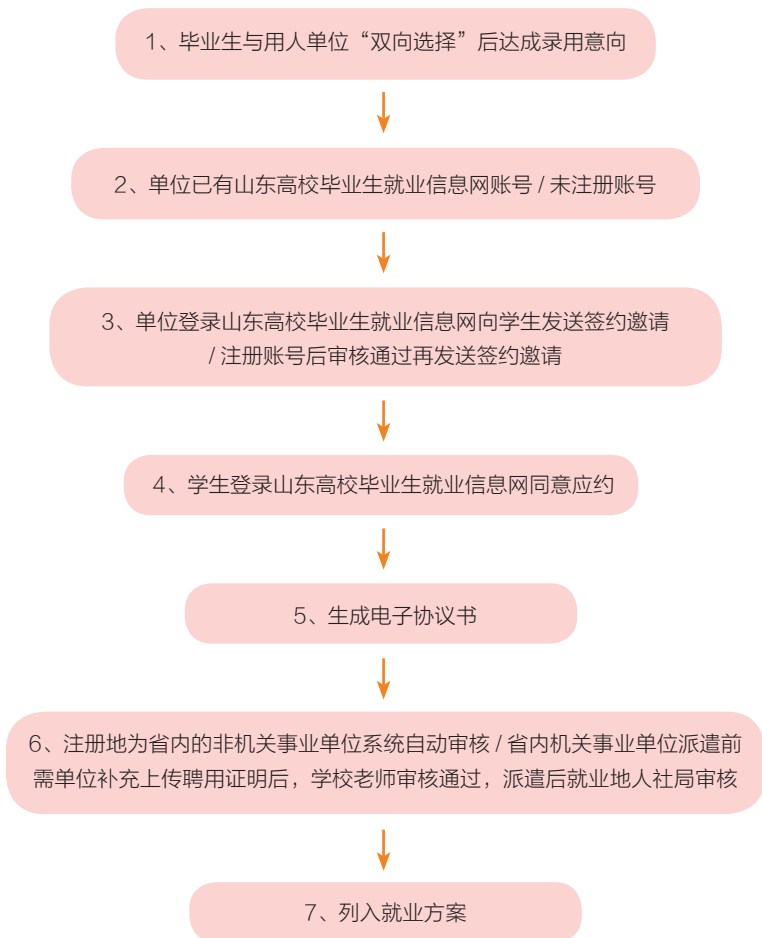 1、毕业生与用人单位“双向选择”后达成录用意向
2、单位已有山东高校毕业生就业信息网账号 / 未注册账号
3、单位登录山东高校毕业生就业信息网向学生发送签约邀请
/ 注册账号后审核通过再发送签约邀请
4、学生登录山东高校毕业生就业信息网同意应约
5、生成电子协议书
6、注册地为省内的非机关事业单位系统自动审核 / 省内机关事业单位派遣前
需单位补充上传聘用证明后，学校老师审核通过，派遣后就业地人社局审核
7、列入就业方案